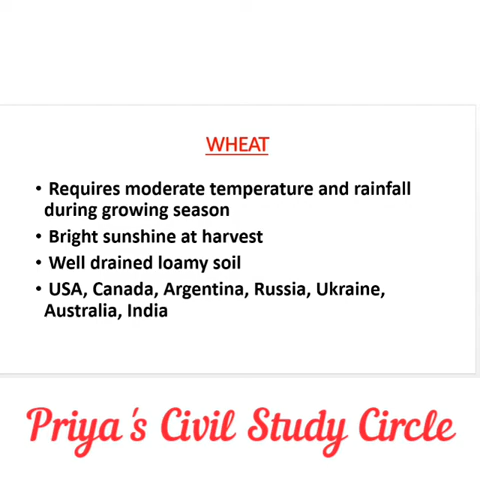 WHEAT
• Requires moderate temperature and rainfall
during growing season
• Bright sunshine at harvest
• Well drained loamy soil
• USA, Canada, Argentina, Russia, Ukraine,
Australia, India
Priya's Civil Study Circle